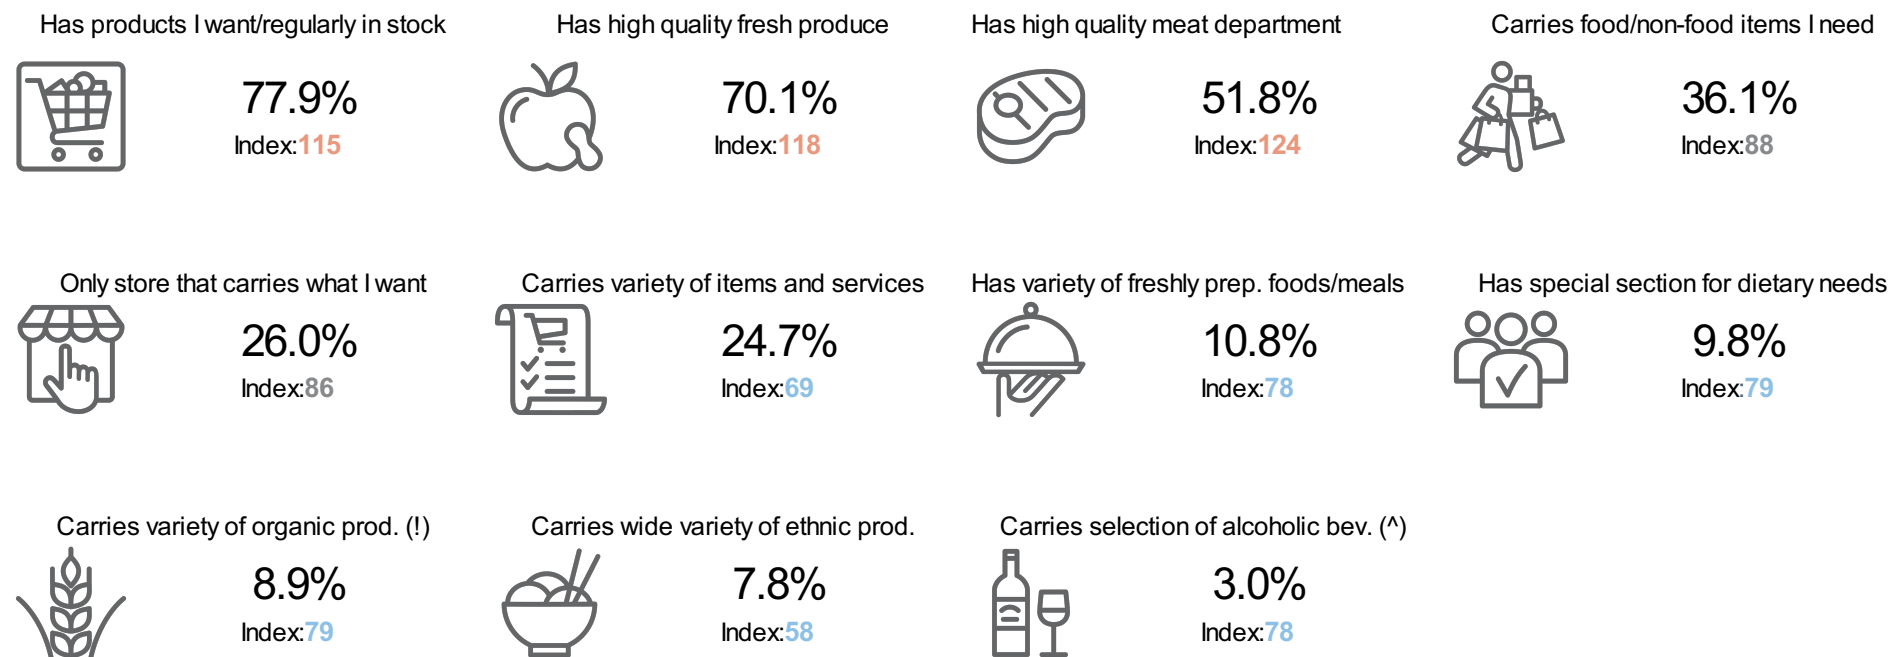 Has products I want/regularly in stock
77.9%
Index:115
Has high quality fresh produce
70.1%
Index:118
Has high quality meat department
51.8%
Index:124
Carries food/non-food items I need
36.1%
Index:88
Only store that carries what I want
26.0%
Index:86
Carries variety of items and services
24.7%
Index:69
Has variety of freshly prep. foods/meals
10.8%
Index:78
Has special section for dietary needs
9.8%
Index:79
Carries variety of organic prod. (!)
8.9%
Index:79
Carries wide variety of ethnic prod.
7.8%
Index:58
Carries selection of alcoholic bev. (^)
3.0%
Index:78